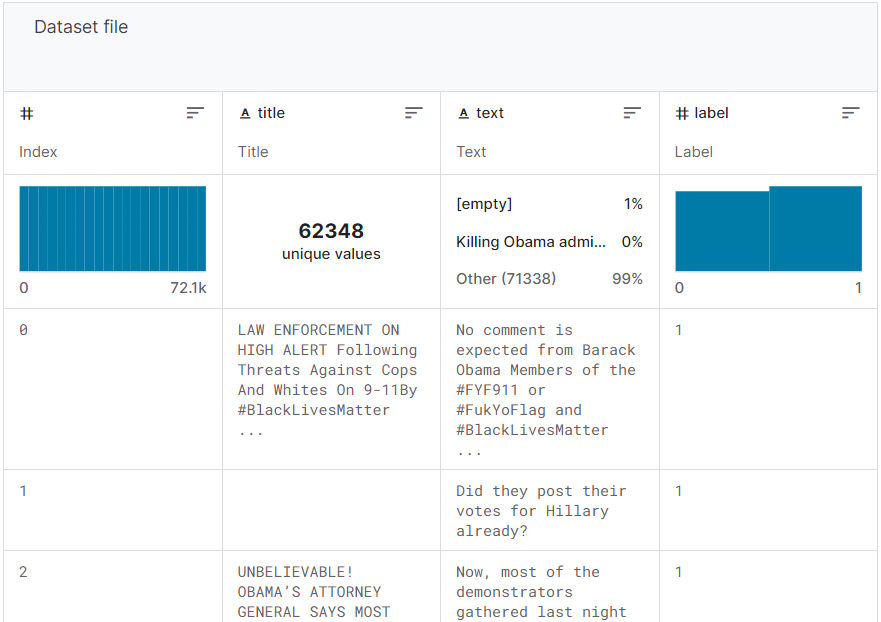 Dataset file
# A title A text # label
Index Title Text Label
0 72.1k
62348
unique values
[empty] 1%
Killing Obama admi... 0%
Other (71338) 99%
0 1
0
LAW ENFORCEMENT ON
HIGH ALERT Following
Threats Against Cops
And Whites On 9-11By
#BlackLivesMatter
...
No comment is
expected from Barack
Obama Members of the
#FYF911 or
#FukYoFlag and
#BlackLivesMatter
...
1
1
Did they post their
votes for Hillary
already?
1
2
UNBELIEVABLE!
OBAMA'S ATTORNEY
GENERAL SAYS MOST
Now, most of the
demonstrators
gathered last night
1